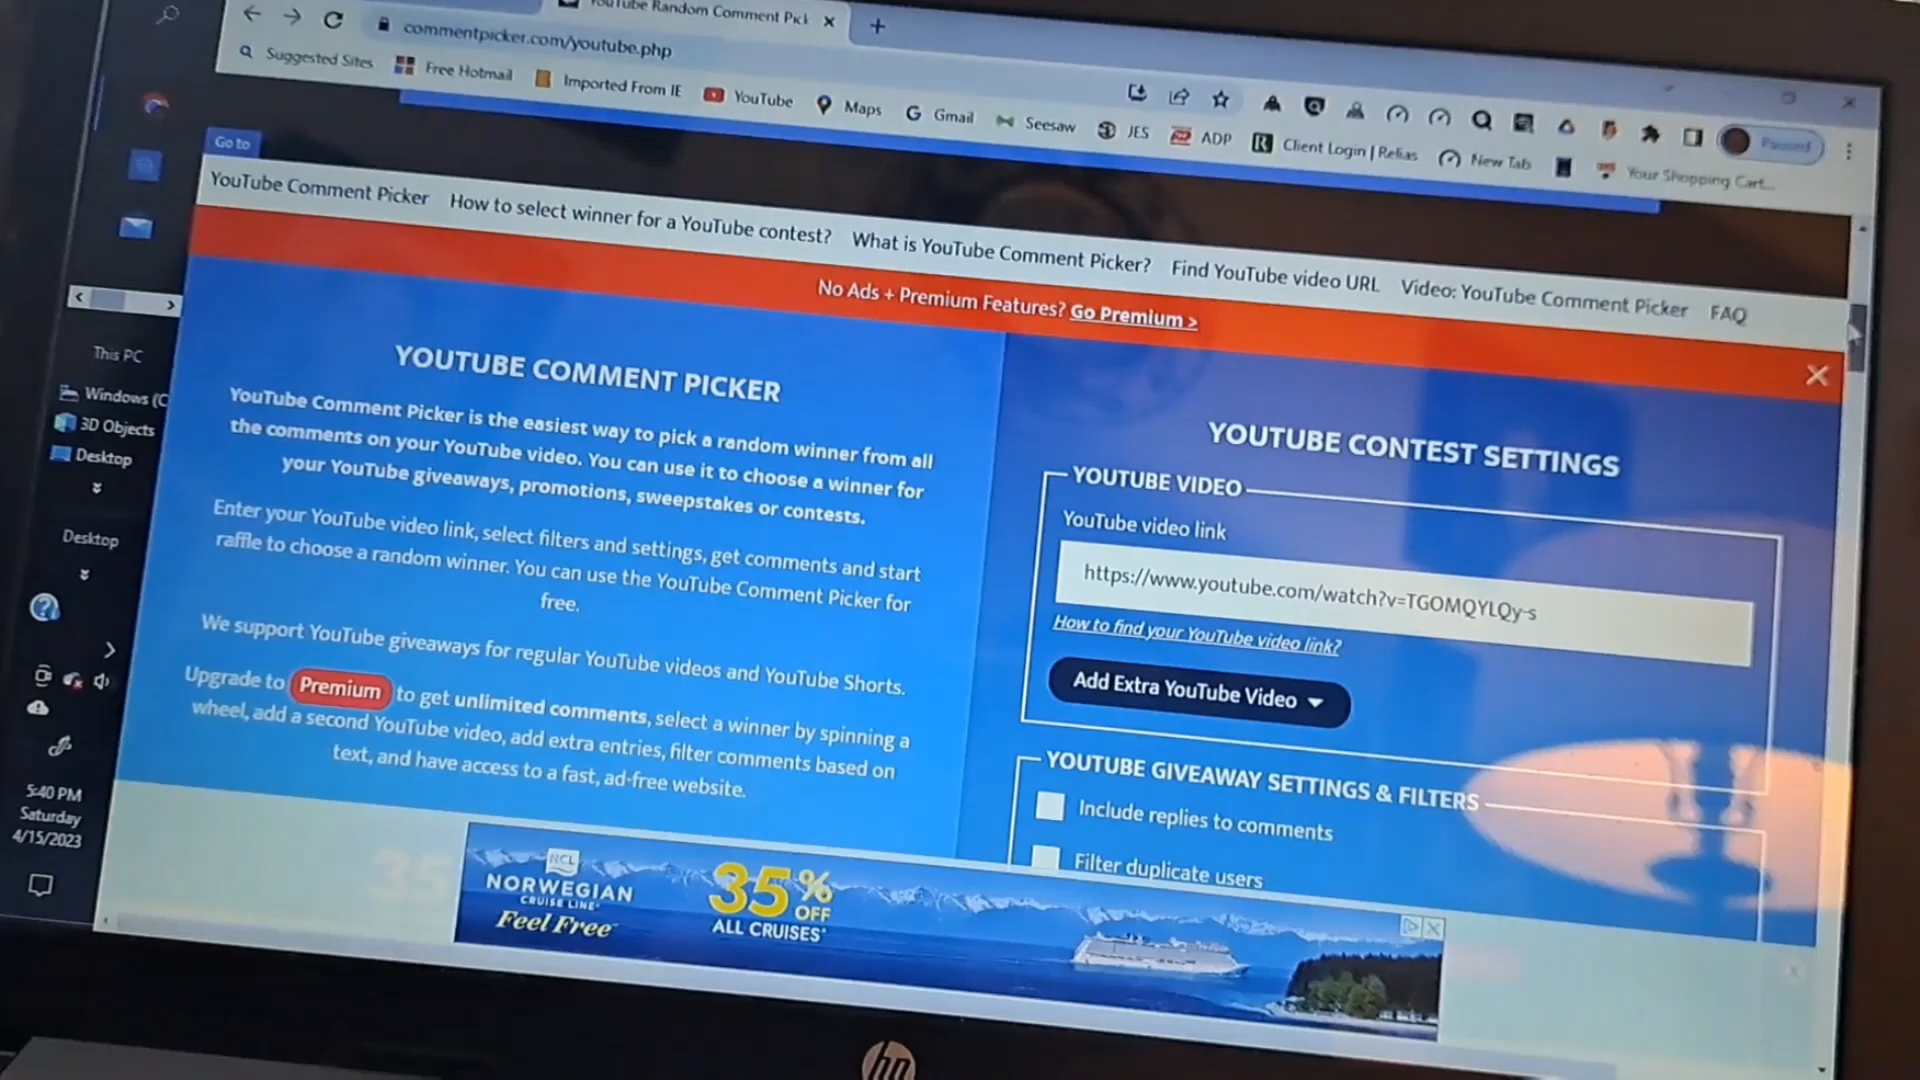 YouTube Random Comment Pick
commentpicker.com/youtube.php
Suggested Sites Free Hotmail Imported From IE YouTube Maps Gmail Seesaw JES ADP Client Login | Relias New Tab Your Shopping Cart...
Paused
Go to
YouTube Comment Picker How to select winner for a YouTube contest? What is YouTube Comment Picker? Find YouTube video URL Video: YouTube Comment Picker FAQ
No Ads + Premium Features? Go Premium >
YOUTUBE COMMENT PICKER
YouTube Comment Picker is the easiest way to pick a random winner from all
the comments on your YouTube video. You can use it to choose a winner for
your YouTube giveaways, promotions, sweepstakes or contests.
Enter your YouTube video link, select filters and settings, get comments and start
raffle to choose a random winner. You can use the YouTube Comment Picker for
free.
We support YouTube giveaways for regular YouTube videos and YouTube Shorts.
Upgrade to Premium to get unlimited comments, select a winner by spinning a
wheel, add a second YouTube video, add extra entries, filter comments based on
text, and have access to a fast, ad-free website.
YOUTUBE CONTEST SETTINGS
YOUTUBE VIDEO
YouTube video link
https://www.youtube.com/watch?v=TGOMQYLQy-s
How to find your YouTube video link?
Add Extra YouTube Video
YOUTUBE GIVEAWAY SETTINGS & FILTERS
Include replies to comments
Filter duplicate users
This PC
Windows (C
3D Objects
Desktop
Desktop
5:40 PM
Saturday
4/15/2023
NCL
NORWEGIAN
CRUISE LINE
Feel Free
35% OFF
ALL CRUISES*
hp